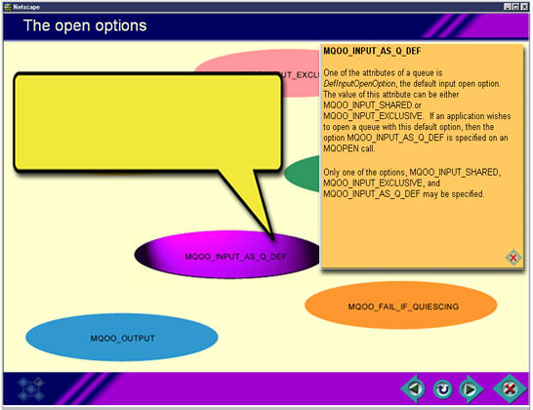 Netscape
The open options
UT_EXCL
MQOO_INPUT_AS_Q_DEF
One of the attributes of a queue is
DefInputOpenOption, the default input open option.
The value of this attribute can be either
MQOO_INPUT_SHARED or
MQOO_INPUT_EXCLUSIVE. If an application wishes
to open a queue with this default option, then the
option MQOO_INPUT_AS_Q_DEF is specified on an
MQOPEN call.
Only one of the options, MQOO_INPUT_SHARED,
MQOO_INPUT_EXCLUSIVE, and
MQOO_INPUT_AS_Q_DEF may be specified.
MQOO_INPUT_AS_Q_DEF
MQOO_FAIL_IF_QUIESCING
MQOO_OUTPUT